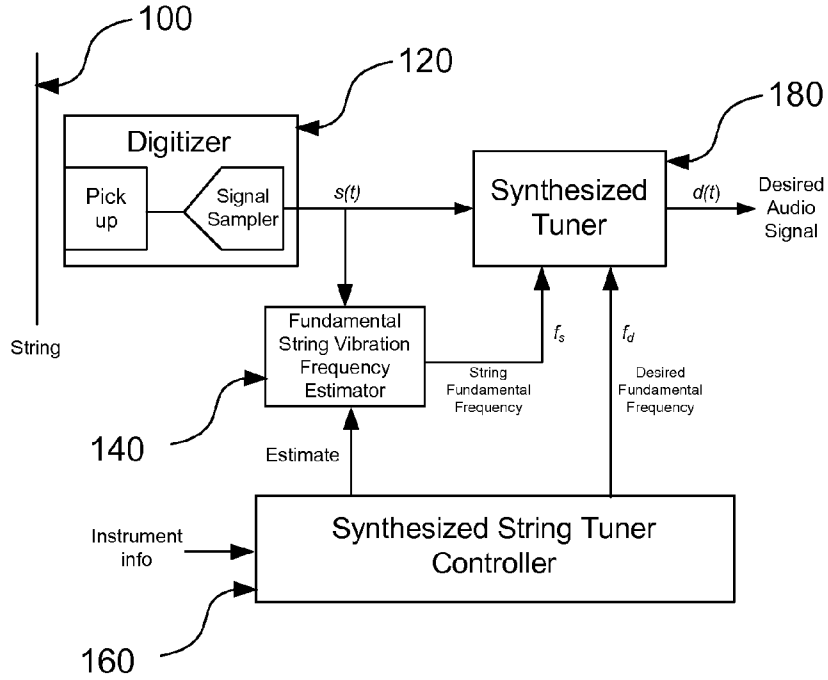 100
120
180
Digitizer
Pick
up
Signal
Sampler
s(t)
Synthesized
Tuner
d(t)
Desired
Audio
Signal
String
Fundamental
String Vibration
Frequency
Estimator
fs
fd
String
Fundamental
Frequency
Desired
Fundamental
Frequency
140
Estimate
Instrument
info
Synthesized String Tuner
Controller
160